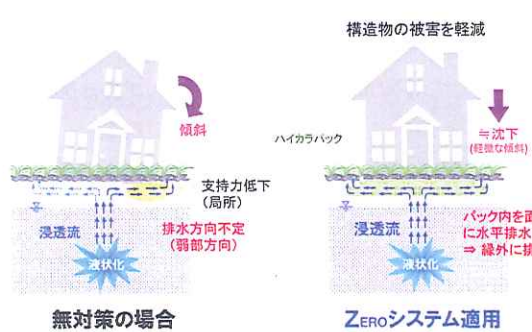 構造物の被害を軽減
傾斜
≒沈下
(軽微な傾斜)
ハイカラパック
支持力低下
(局所)
浸透流
排水方向不定
(弱部方向)
液状化
無対策の場合
パック内を面
に水平排水
⇒ 縁外に排
浸透流
液状化
ZEROシステム適用